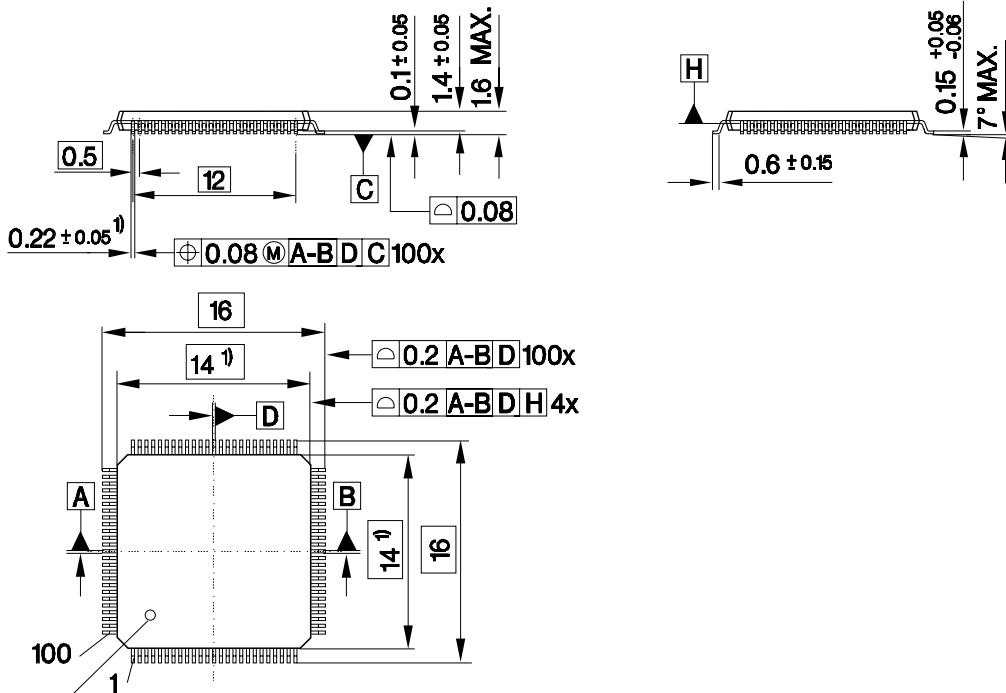 0.1 ± 0.05
1.4 ± 0.05
1.6 MAX.
H
0.15 +0.05 -0.06
7° MAX.
0.5
12
C
0.08
0.6 ± 0.15
0.22 ± 0.05 1)
0.08 Ⓜ A-B D C 100x
16
0.2 A-B D 100x
14 1)
0.2 A-B D H 4x
D
A
B
14 1)
16
100
1